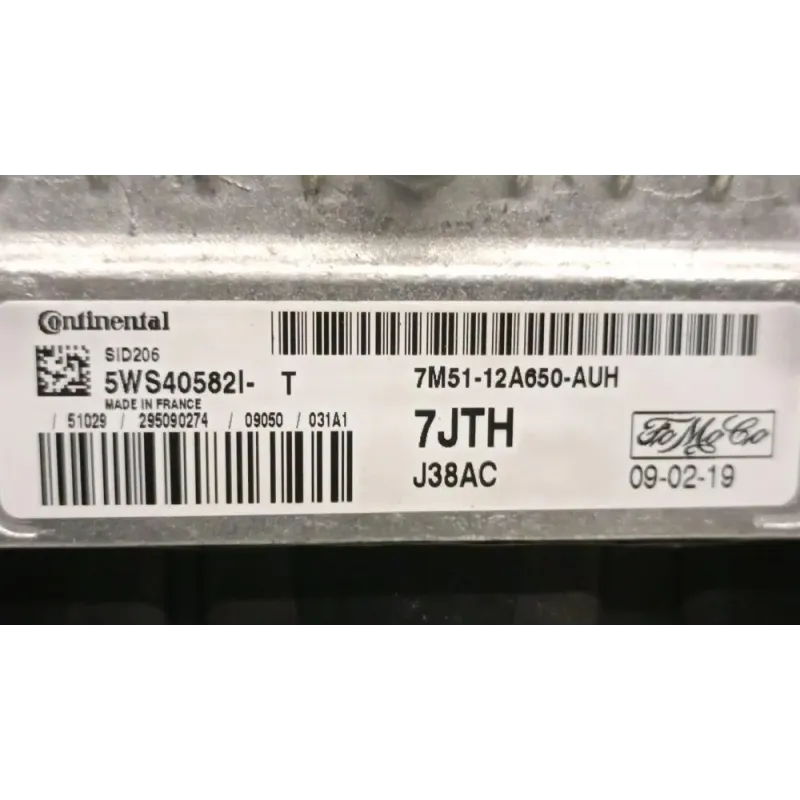 Continental
SID206
5WS40582I- T
MADE IN FRANCE
/ 51029 / 295090274 / 09050 / 031A1
7M51-12A650-AUH
7JTH
J38AC
FoMoCo
09-02-19